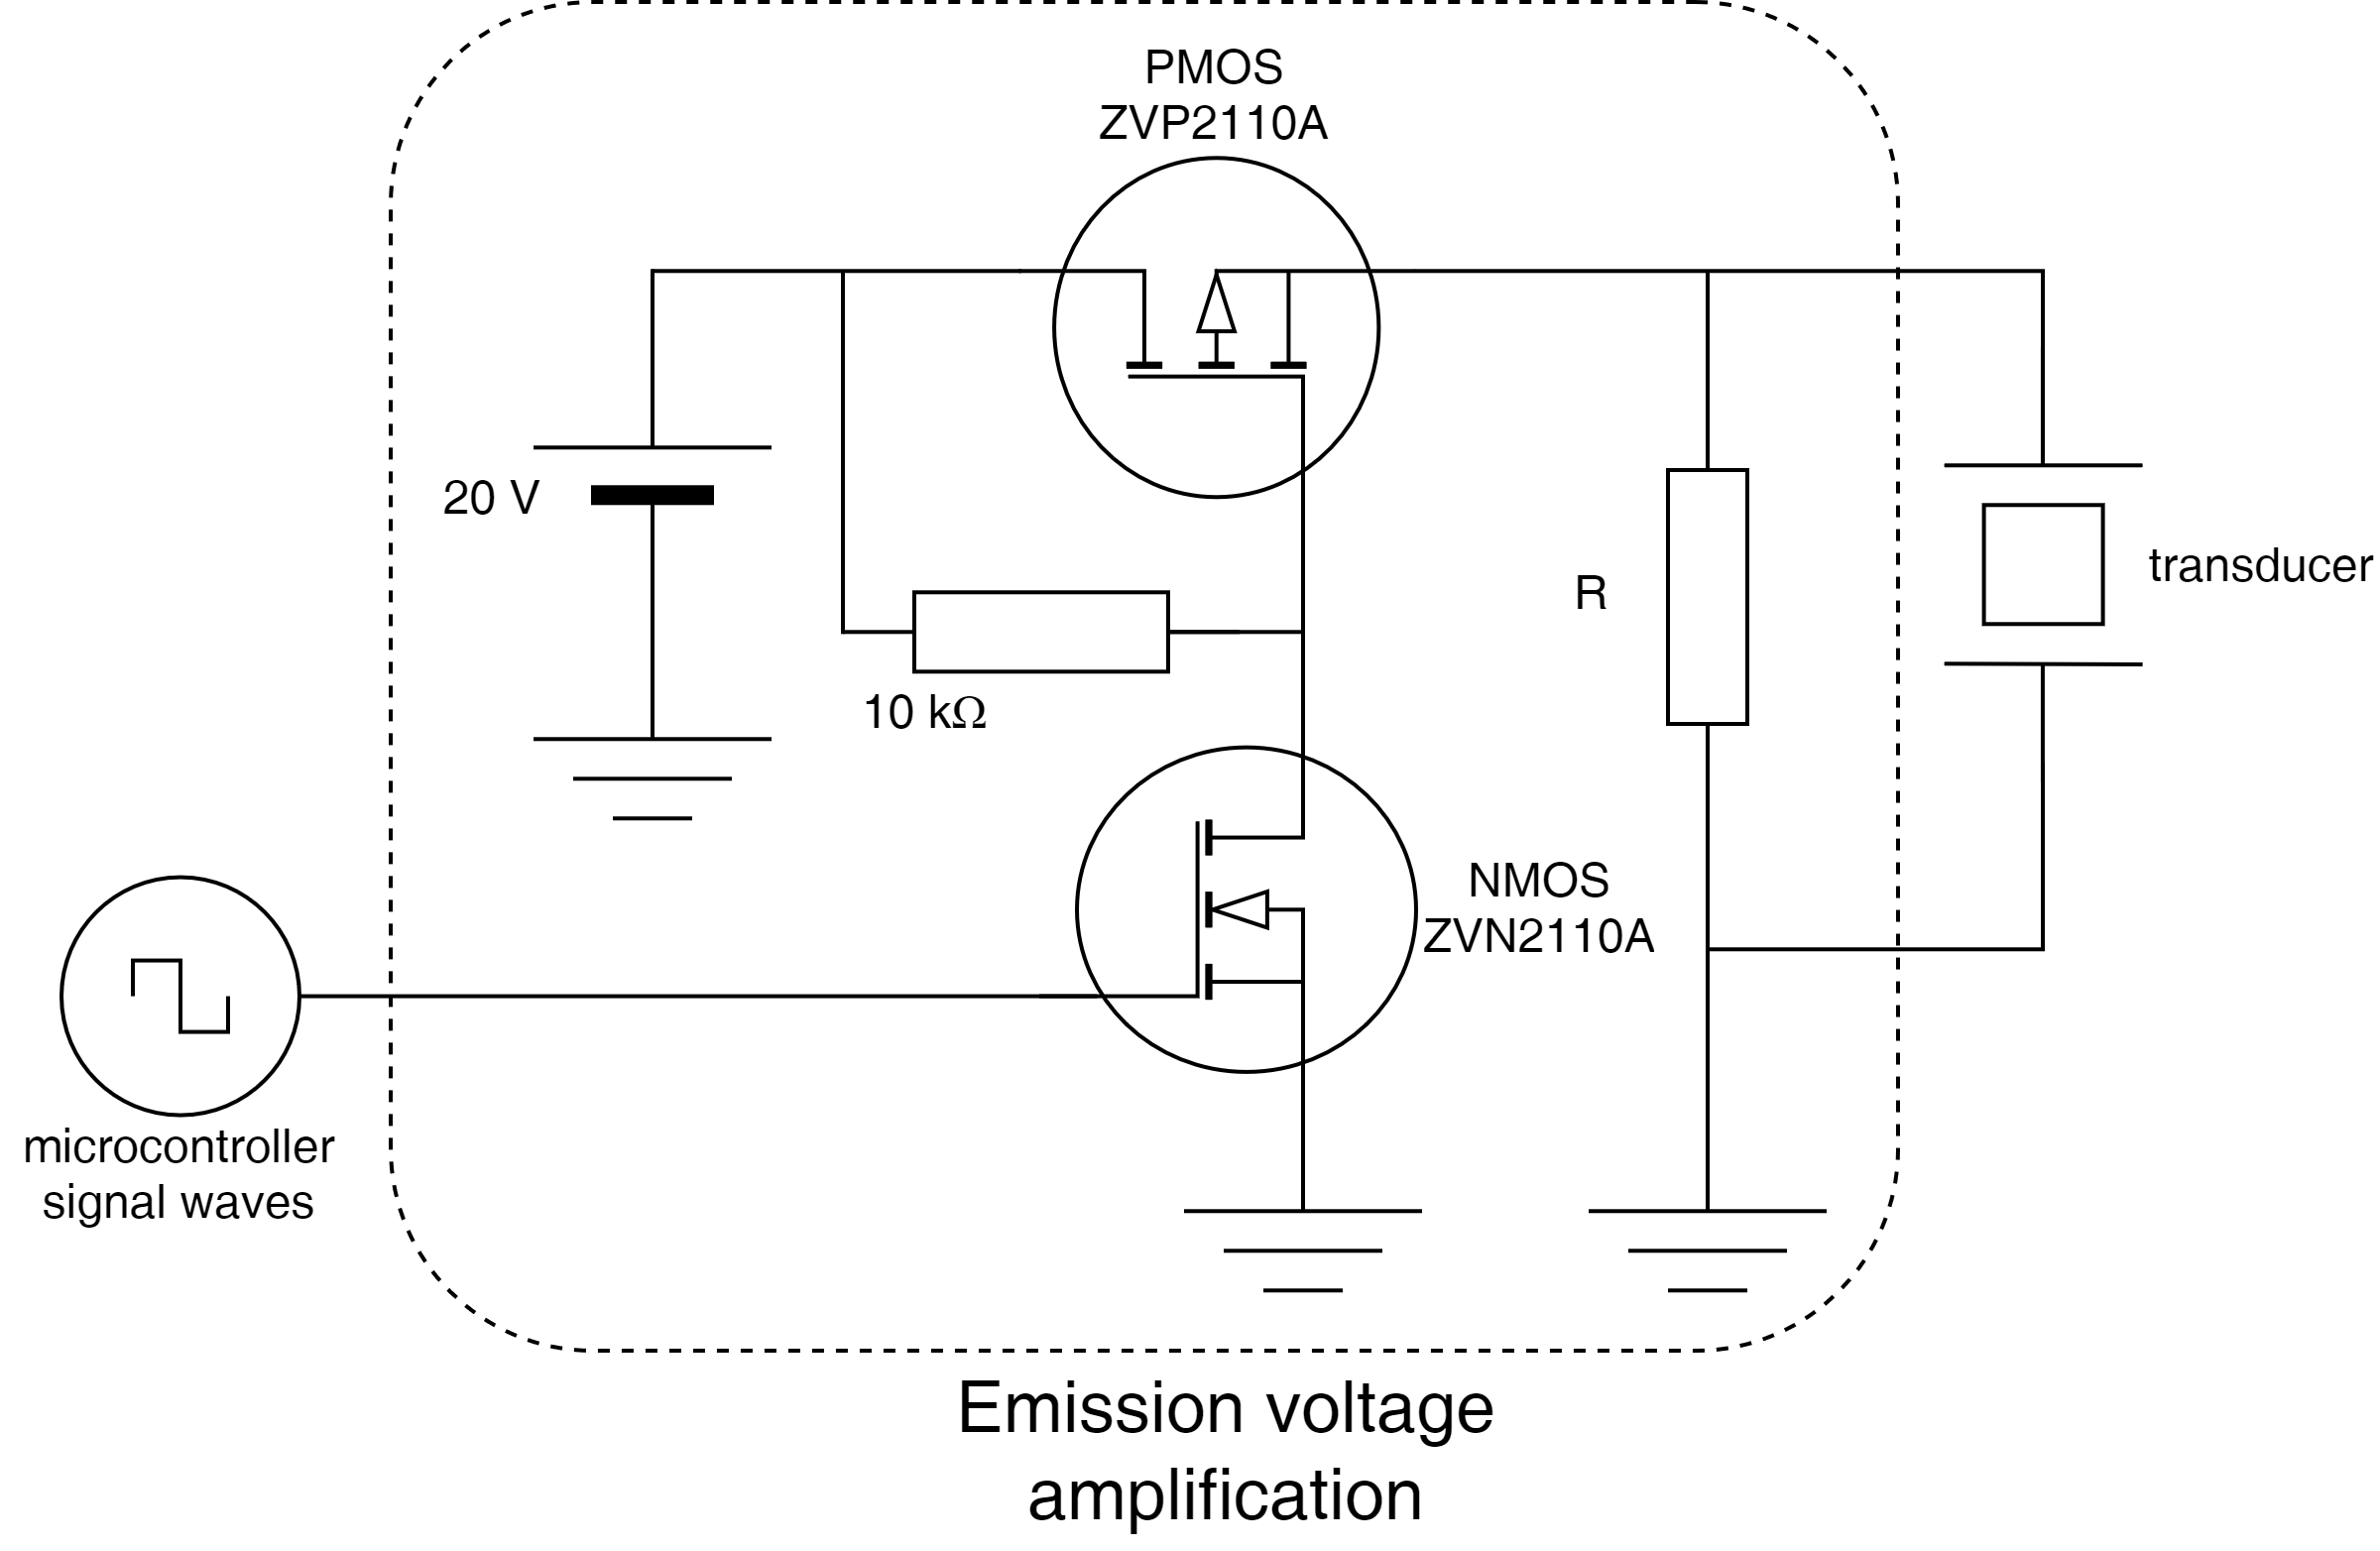 PMOS
ZVP2110A
20 V
R
transducer
10 kΩ
NMOS
ZVN2110A
microcontroller
signal waves
Emission voltage
amplification